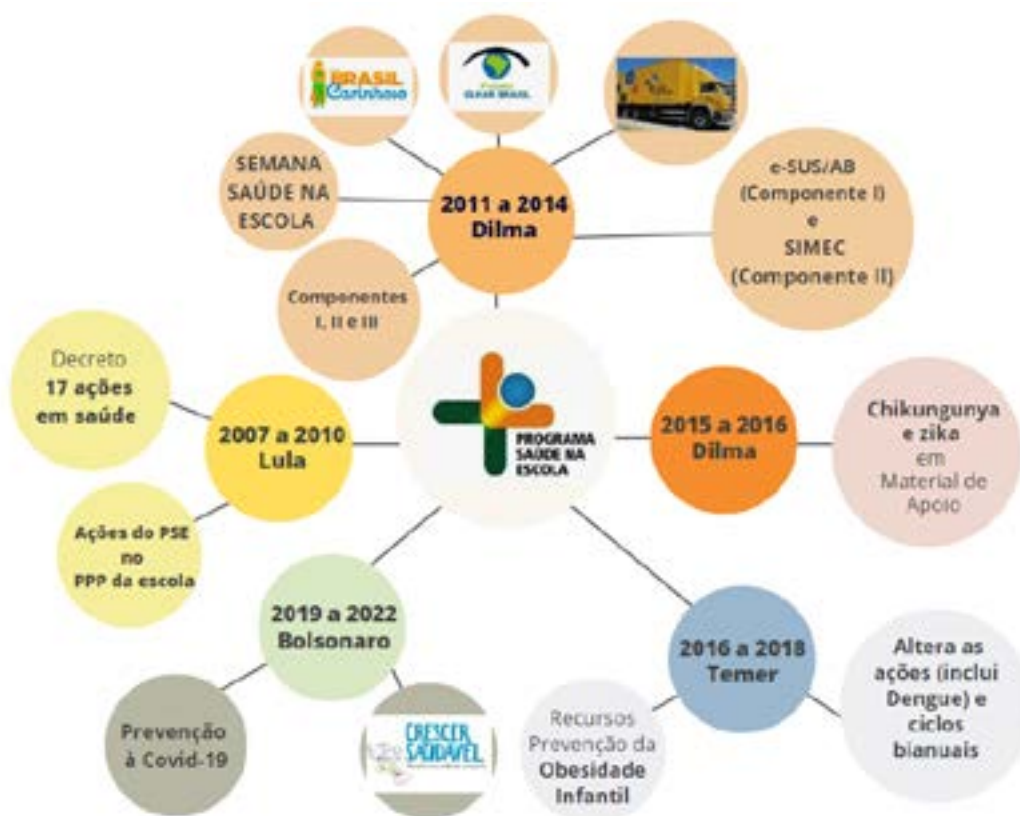 BRASIL
Carinhoso
OLHAR BRASIL
SEMANA
SAÚDE NA
ESCOLA
2011 a 2014
Dilma
e-SUS/AB
(Componente I)
e
SIMEC
(Componente II)
Componentes
I, II e III
Decreto
17 ações
em saúde
2007 a 2010
Lula
Ações do PSE
no
PPP da escola
PROGRAMA
SAÚDE NA
ESCOLA
2015 a 2016
Dilma
Chikungunya
e zika
em
Material de
Apoio
2019 a 2022
Bolsonaro
Prevenção
à Covid-19
CRESCER
SAUDÁVEL
2016 a 2018
Temer
Recursos
Prevenção da
Obesidade
Infantil
Altera as
ações (inclui
Dengue) e
ciclos
bianuais